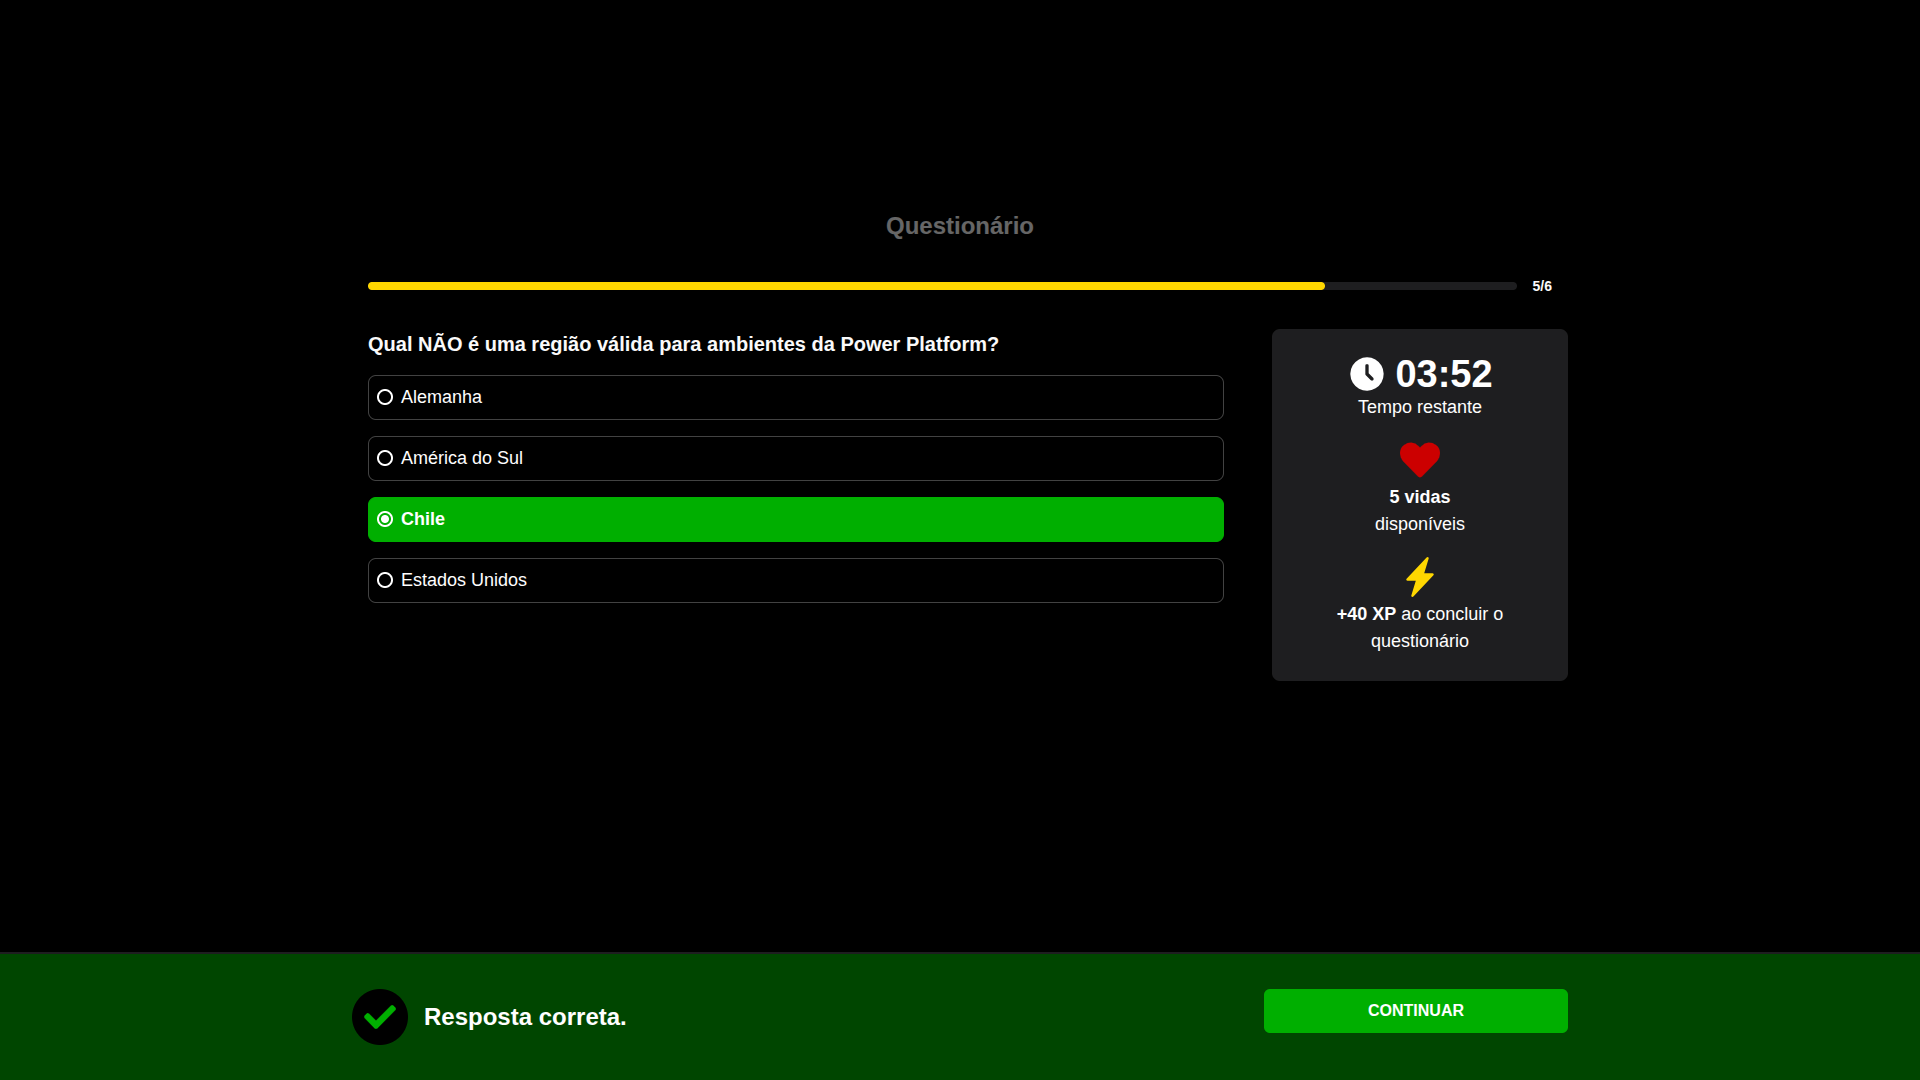 Questionário
5/6
Qual NÃO é uma região válida para ambientes da Power Platform?
Alemanha
América do Sul
Chile
Estados Unidos
03:52
Tempo restante
5 vidas
disponíveis
+40 XP ao concluir o
questionário
Resposta correta.
CONTINUAR